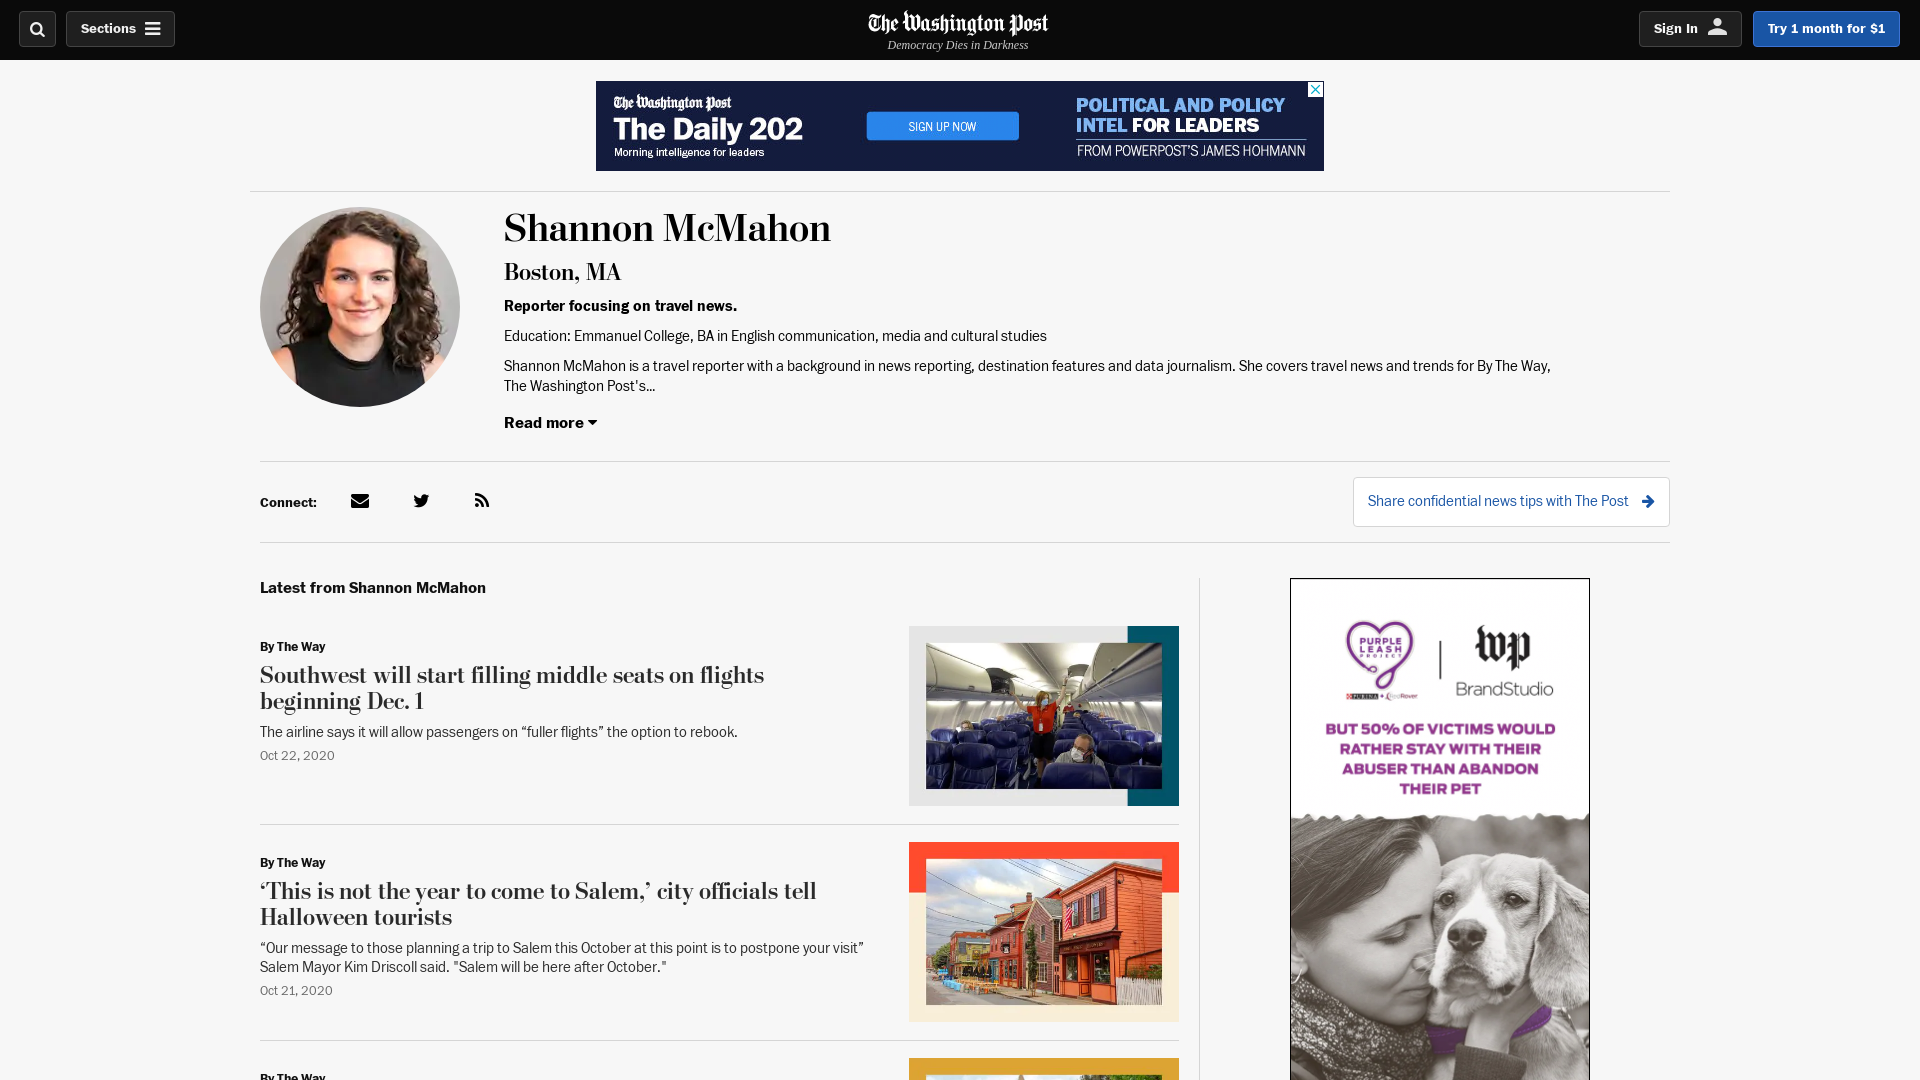 Sections
The Washington Post
Democracy Dies in Darkness
Sign In
Try 1 month for $1
The Washington Post
The Daily 202
Morning intelligence for leaders
SIGN UP NOW
POLITICAL AND POLICY
INTEL FOR LEADERS
FROM POWERPOST'S JAMES HOHMANN
Shannon McMahon
Boston, MA
Reporter focusing on travel news.
Education: Emmanuel College, BA in English communication, media and cultural studies
Shannon McMahon is a travel reporter with a background in news reporting, destination features and data journalism. She covers travel news and trends for By The Way,
The Washington Post's...
Read more
Connect:
Share confidential news tips with The Post
Latest from Shannon McMahon
By The Way
Southwest will start filling middle seats on flights
beginning Dec. 1
The airline says it will allow passengers on “fuller flights” the option to rebook.
Oct 22, 2020
By The Way
‘This is not the year to come to Salem,’ city officials tell
Halloween tourists
“Our message to those planning a trip to Salem this October at this point is to postpone your visit”
Salem Mayor Kim Driscoll said. "Salem will be here after October."
Oct 21, 2020
By The Way
PURPLE
LEASH
PROJECT
PURINA + RedRover
wp
BrandStudio
BUT 50% OF VICTIMS WOULD
RATHER STAY WITH THEIR
ABUSER THAN ABANDON
THEIR PET